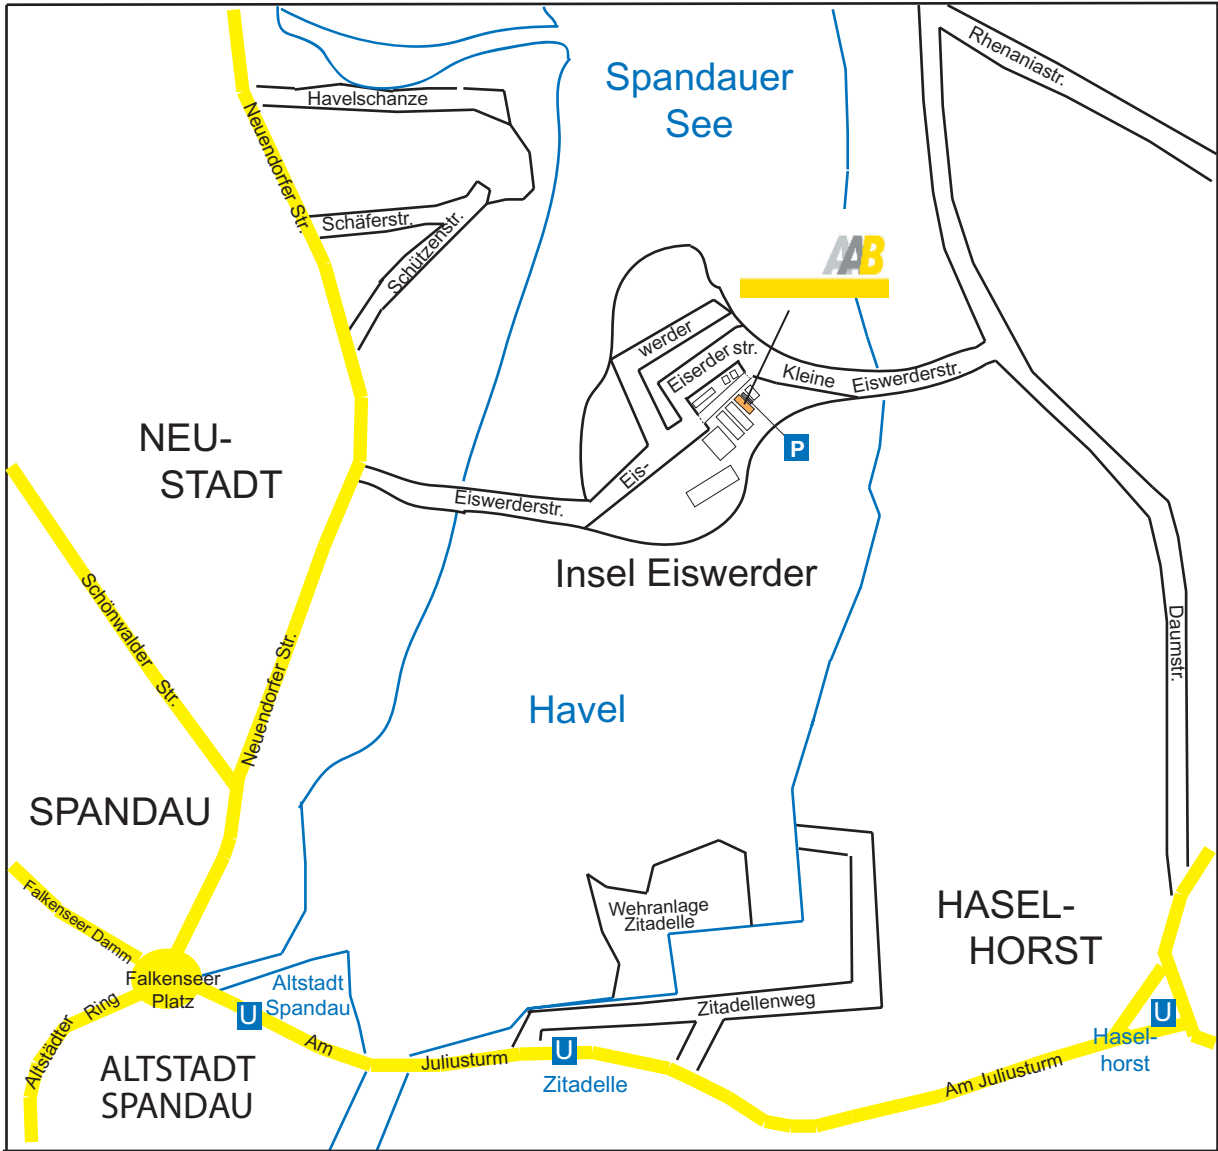 Rhenaniastr.
Spandauer
See
Havelschanze
Neuendorfer Str.
Schäferstr.
Schützenstr.
AAB
werder
Eiserder str.
Kleine Eiswerderstr.
P
NEU-
STADT
Eis-
Eiswerderstr.
Insel Eiswerder
Schönwalder Str.
Neuendorfer Str.
Daumstr.
Havel
SPANDAU
Falkenseer Damm
Wehranlage
Zitadelle
HASEL-
HORST
Falkenseer
Platz
Altstadt
Spandau
U
Zitadellenweg
Altstädter Ring
Am Juliusturm
U
Zitadelle
U
Hasel-
horst
Am Juliusturm
ALTSTADT
SPANDAU